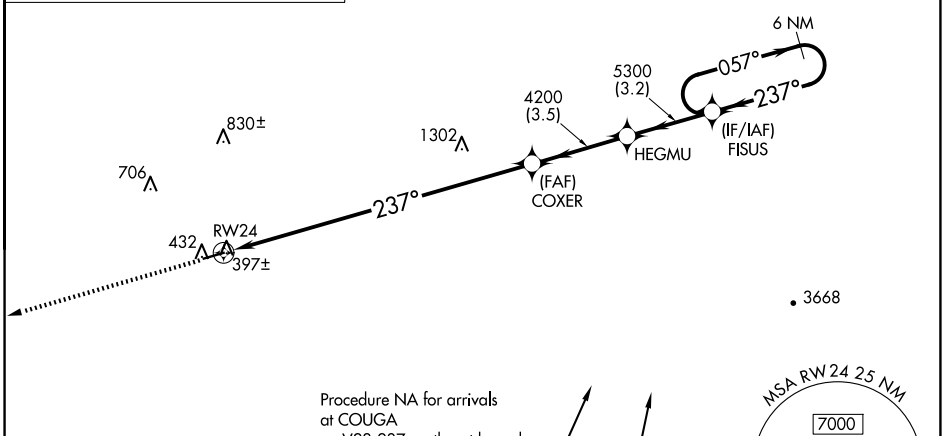 6 NM
057°
237°
5300
(3.2)
4200
(3.5)
(IF/IAF)
FISUS
HEGMU
(FAF)
COXER
830±
1302
706
237°
RW24
432
397±
3668
Procedure NA for arrivals
at COUGA
MSA RW24 25 NM
7000